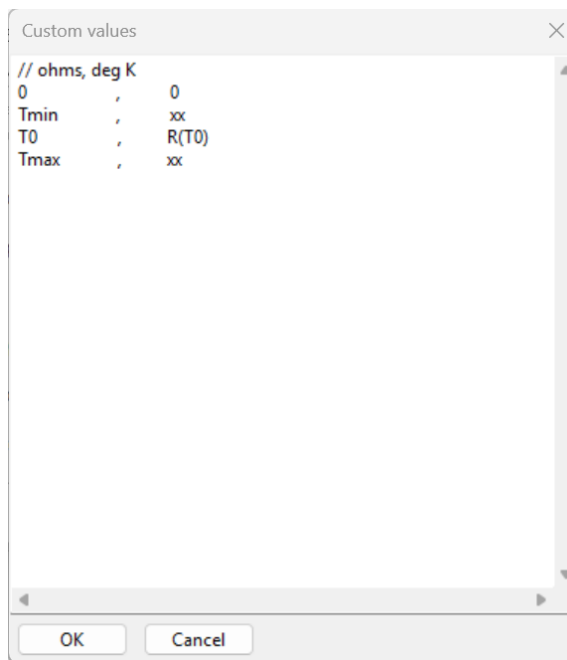 Custom values
// ohms, deg K
0 , 0
Tmin , xx
T0 , R(T0)
Tmax , xx
OK Cancel